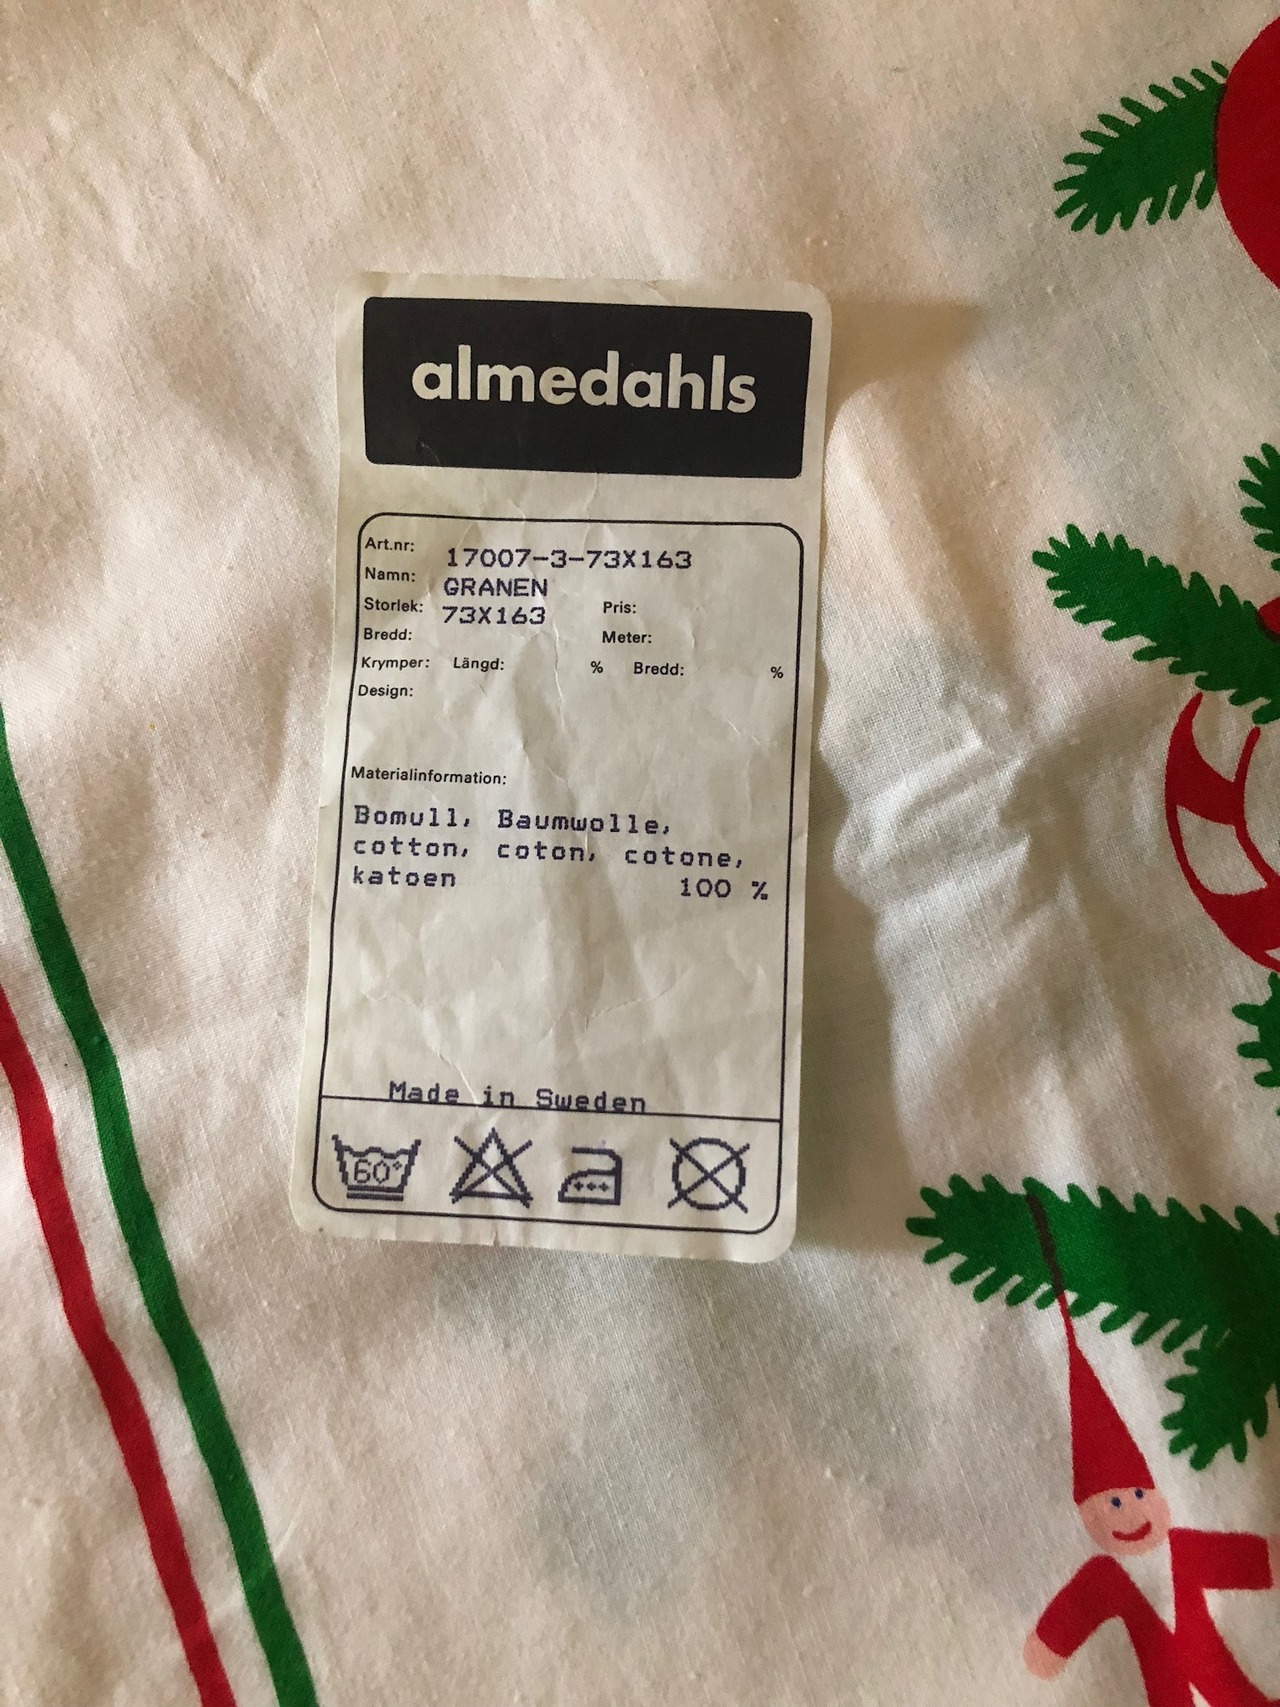 almedahls
Art.nr: 17007-3-73X163
Namn: GRANEN
Storlek: 73X163 Pris:
Bredd: Meter:
Krymper: Längd: % Bredd: %
Design:
Materialinformation:
Bomull, Baumwolle,
cotton, coton, cotone,
katoen 100 %
Made in Sweden
60°